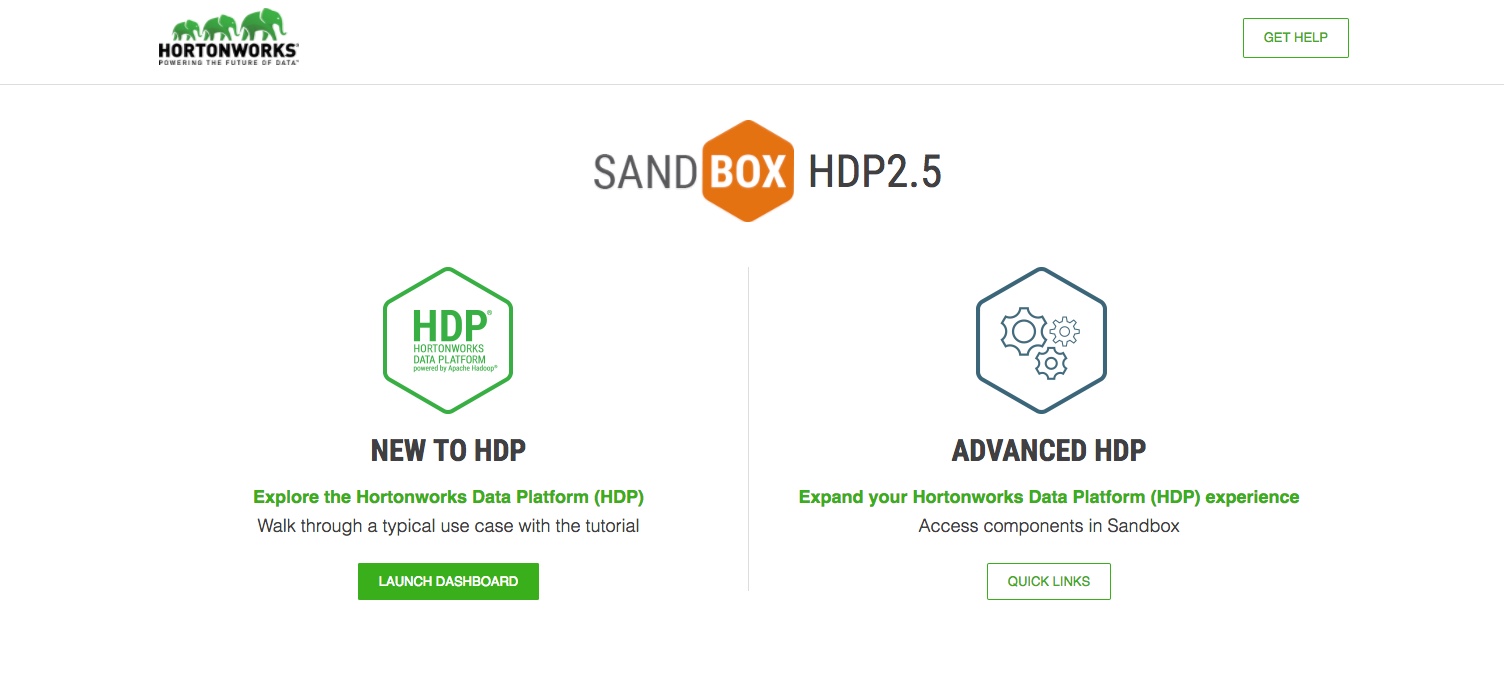 HORTONWORKS®
POWERING THE FUTURE OF DATA™
GET HELP
SANDBOX HDP2.5
HDP®
HORTONWORKS
DATA PLATFORM
powered by Apache Hadoop®
NEW TO HDP
Explore the Hortonworks Data Platform (HDP)
Walk through a typical use case with the tutorial
LAUNCH DASHBOARD
ADVANCED HDP
Expand your Hortonworks Data Platform (HDP) experience
Access components in Sandbox
QUICK LINKS